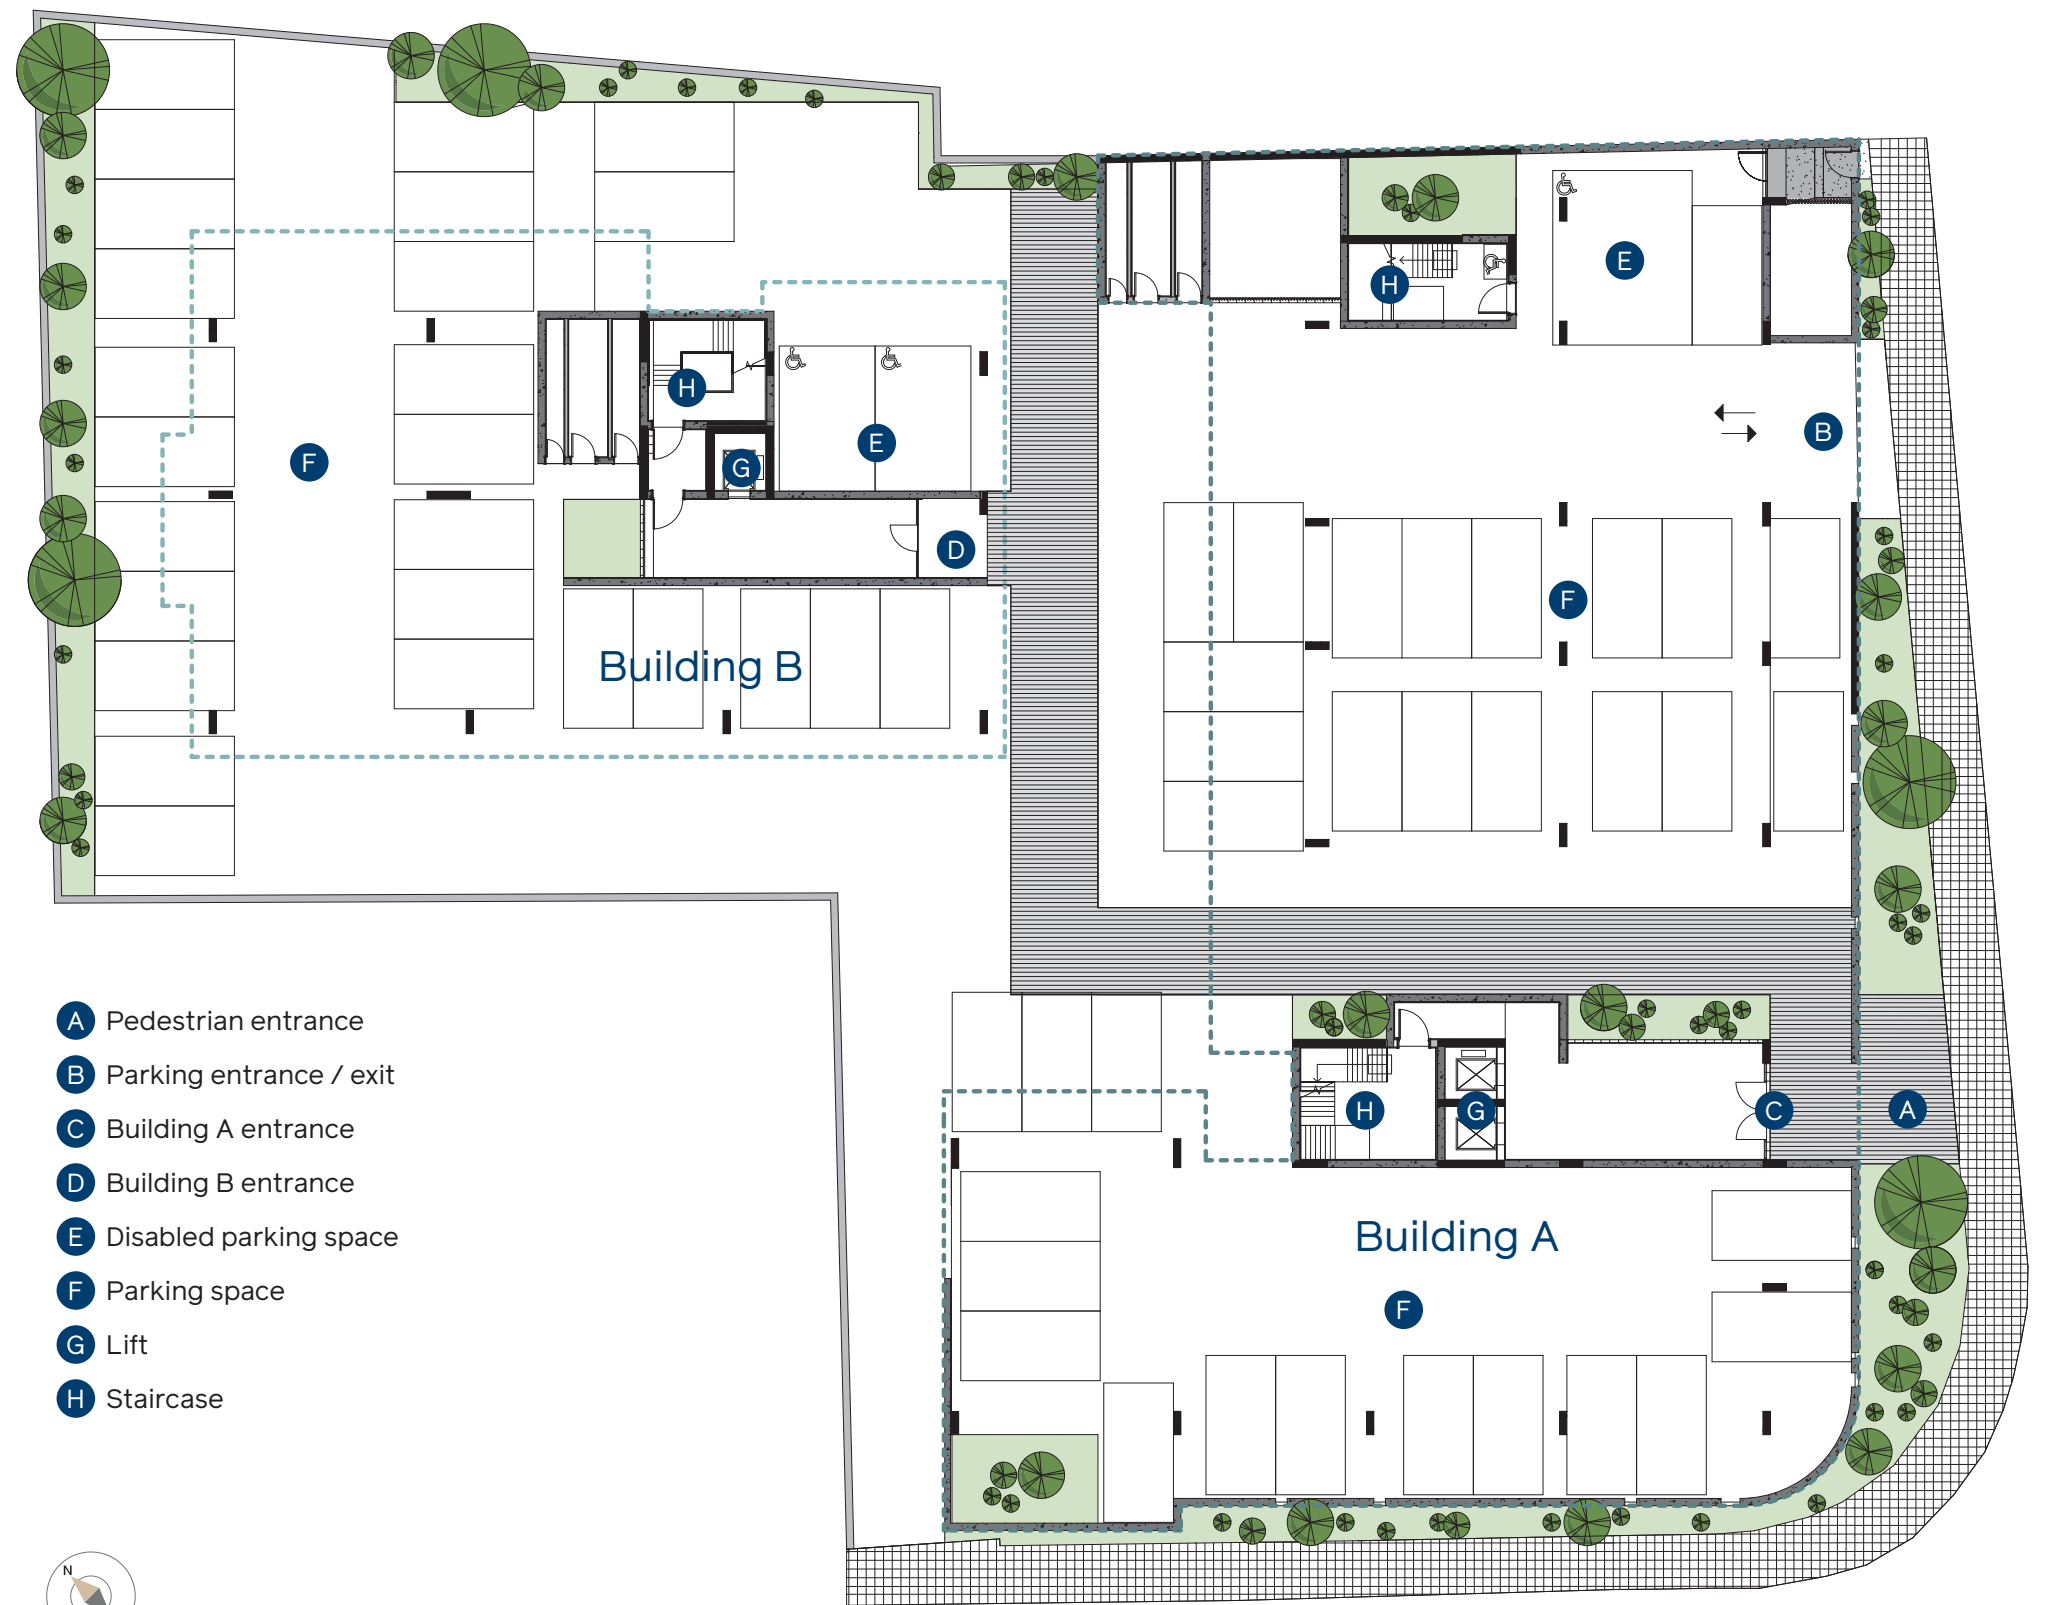 H
E
B
F
H
E
G
F
D
Building B
A Pedestrian entrance
B Parking entrance / exit
C Building A entrance
D Building B entrance
E Disabled parking space
F Parking space
G Lift
H Staircase
H
G
C
A
Building A
F
N